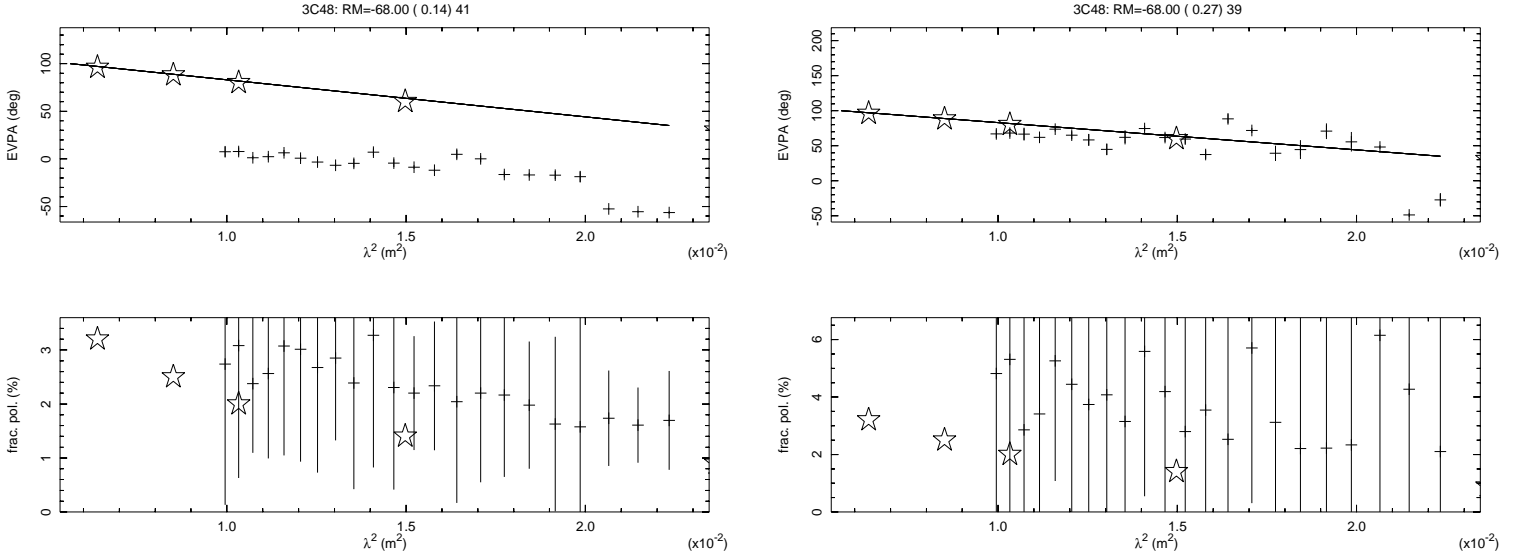 3C48: RM=-68.00 ( 0.14) 41
EVPA (deg)
100
50
0
-50
1.0
1.5
2.0
λ² (m²)
(x10⁻²)
frac. pol. (%)
3
2
1
0
1.0
1.5
2.0
λ² (m²)
(x10⁻²)
3C48: RM=-68.00 ( 0.27) 39
EVPA (deg)
200
150
100
50
0
-50
1.0
1.5
2.0
λ² (m²)
(x10⁻²)
frac. pol. (%)
6
4
2
0
1.0
1.5
2.0
λ² (m²)
(x10⁻²)